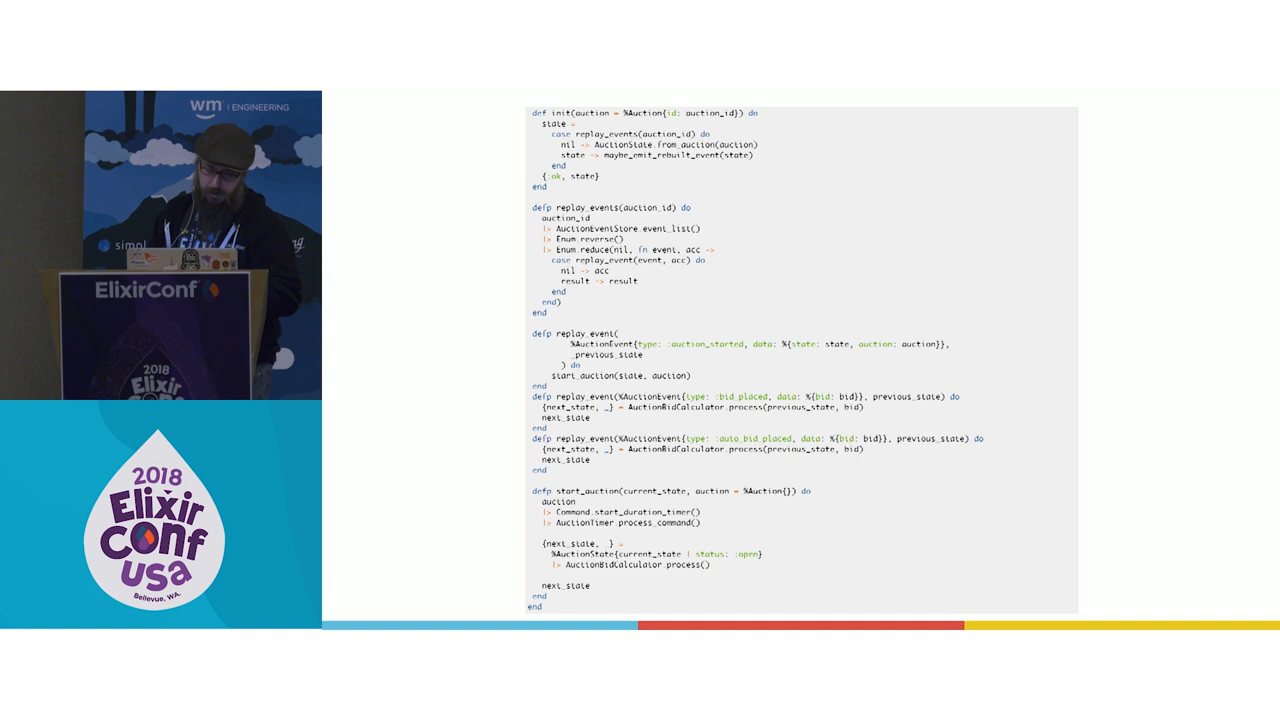 wm | ENGINEERING
simpl
ElixirConf
2018
Elixir
2018
Elixir
Conf
USA
Bellevue, WA.
def init(auction = %Auction{id: auction_id}) do
  state =
    case replay_events(auction_id) do
      nil -> AuctionState.from_auction(auction)
      state -> maybe_emit_rebuilt_event(state)
    end
  {:ok, state}
end
defp replay_events(auction_id) do
  auction_id
  |> AuctionEventStore.event_list()
  |> Enum.reverse()
  |> Enum.reduce(nil, fn event, acc ->
    case replay_event(event, acc) do
      nil -> acc
      result -> result
    end
  end)
end
defp replay_event(
        %AuctionEvent{type: :auction_started, data: %{state: state, auction: auction}},
        _previous_state
      ) do
    start_auction(state, auction)
end
defp replay_event(%AuctionEvent{type: :bid_placed, data: %{bid: bid}}, previous_state) do
  {next_state, _} = AuctionBidCalculator.process(previous_state, bid)
  next_state
end
defp replay_event(%AuctionEvent{type: :auto_bid_placed, data: %{bid: bid}}, previous_state) do
  {next_state, _} = AuctionBidCalculator.process(previous_state, bid)
  next_state
end
defp start_auction(current_state, auction = %Auction{}) do
  auction
  |> Command.start_duration_timer()
  |> AuctionTimer.process_command()
  {next_state, _} =
    %AuctionState{current_state | status: :open}
    |> AuctionBidCalculator.process()
  next_state
end
end